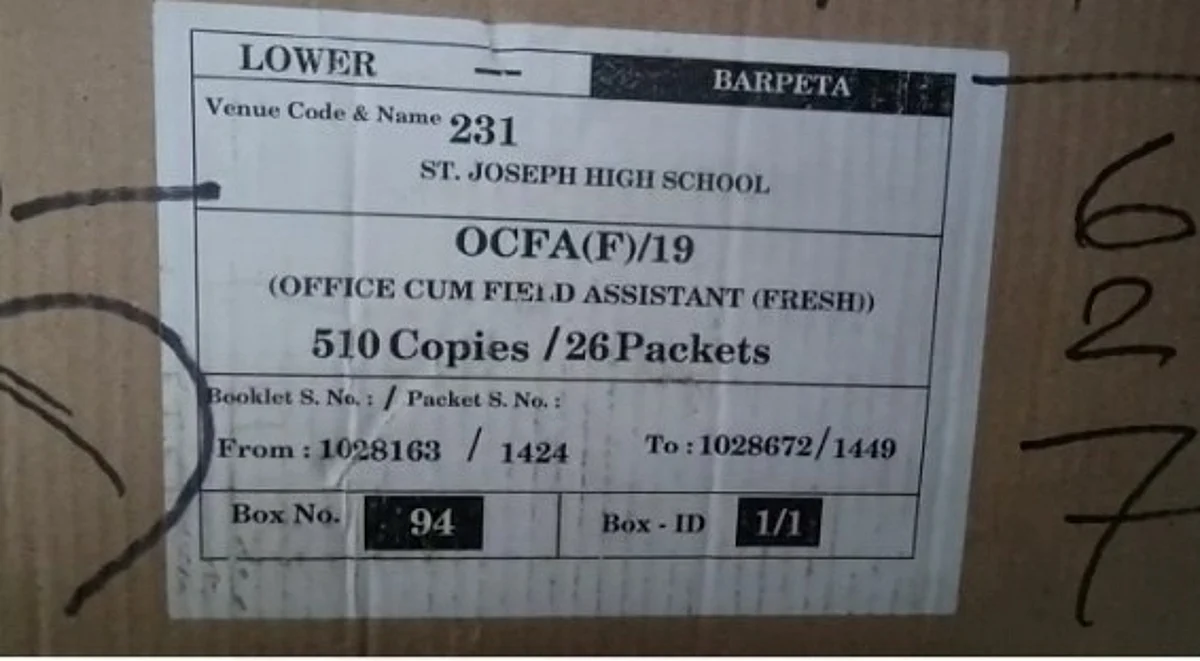 LOWER -- BARPETA
Venue Code & Name 231
ST. JOSEPH HIGH SCHOOL
OCFA(F)/19
(OFFICE CUM FIELD ASSISTANT (FRESH))
510 Copies / 26 Packets
Booklet S. No. : / Packet S. No. :
From : 1028163 / 1424 To : 1028672/1449
Box No. 94 Box - ID 1/1
6
2
7